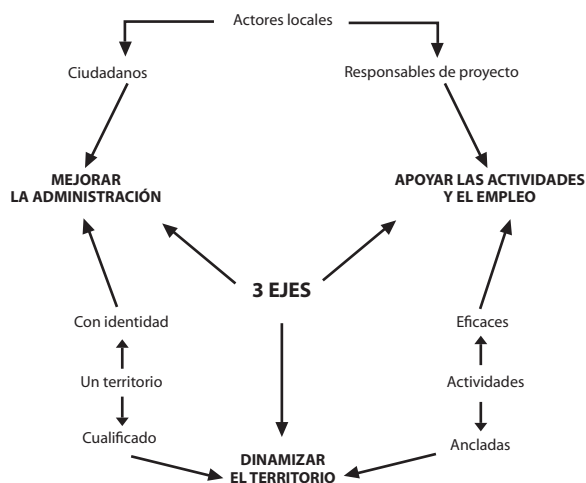 Actores locales
Ciudadanos
Responsables de proyecto
MEJORAR
LA ADMINISTRACIÓN
APOYAR LAS ACTIVIDADES
Y EL EMPLEO
3 EJES
Con identidad
Eficaces
Un territorio
Actividades
Cualificado
Ancladas
DINAMIZAR
EL TERRITORIO